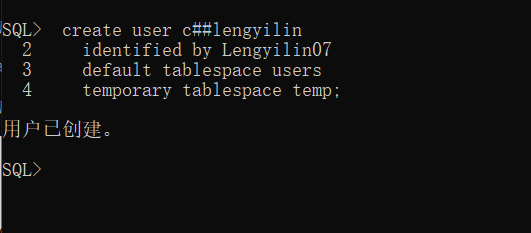 SQL> create user c##lengyilin
2 identified by Lengyilin07
3 default tablespace users
4 temporary tablespace temp;
用户已创建。
SQL>